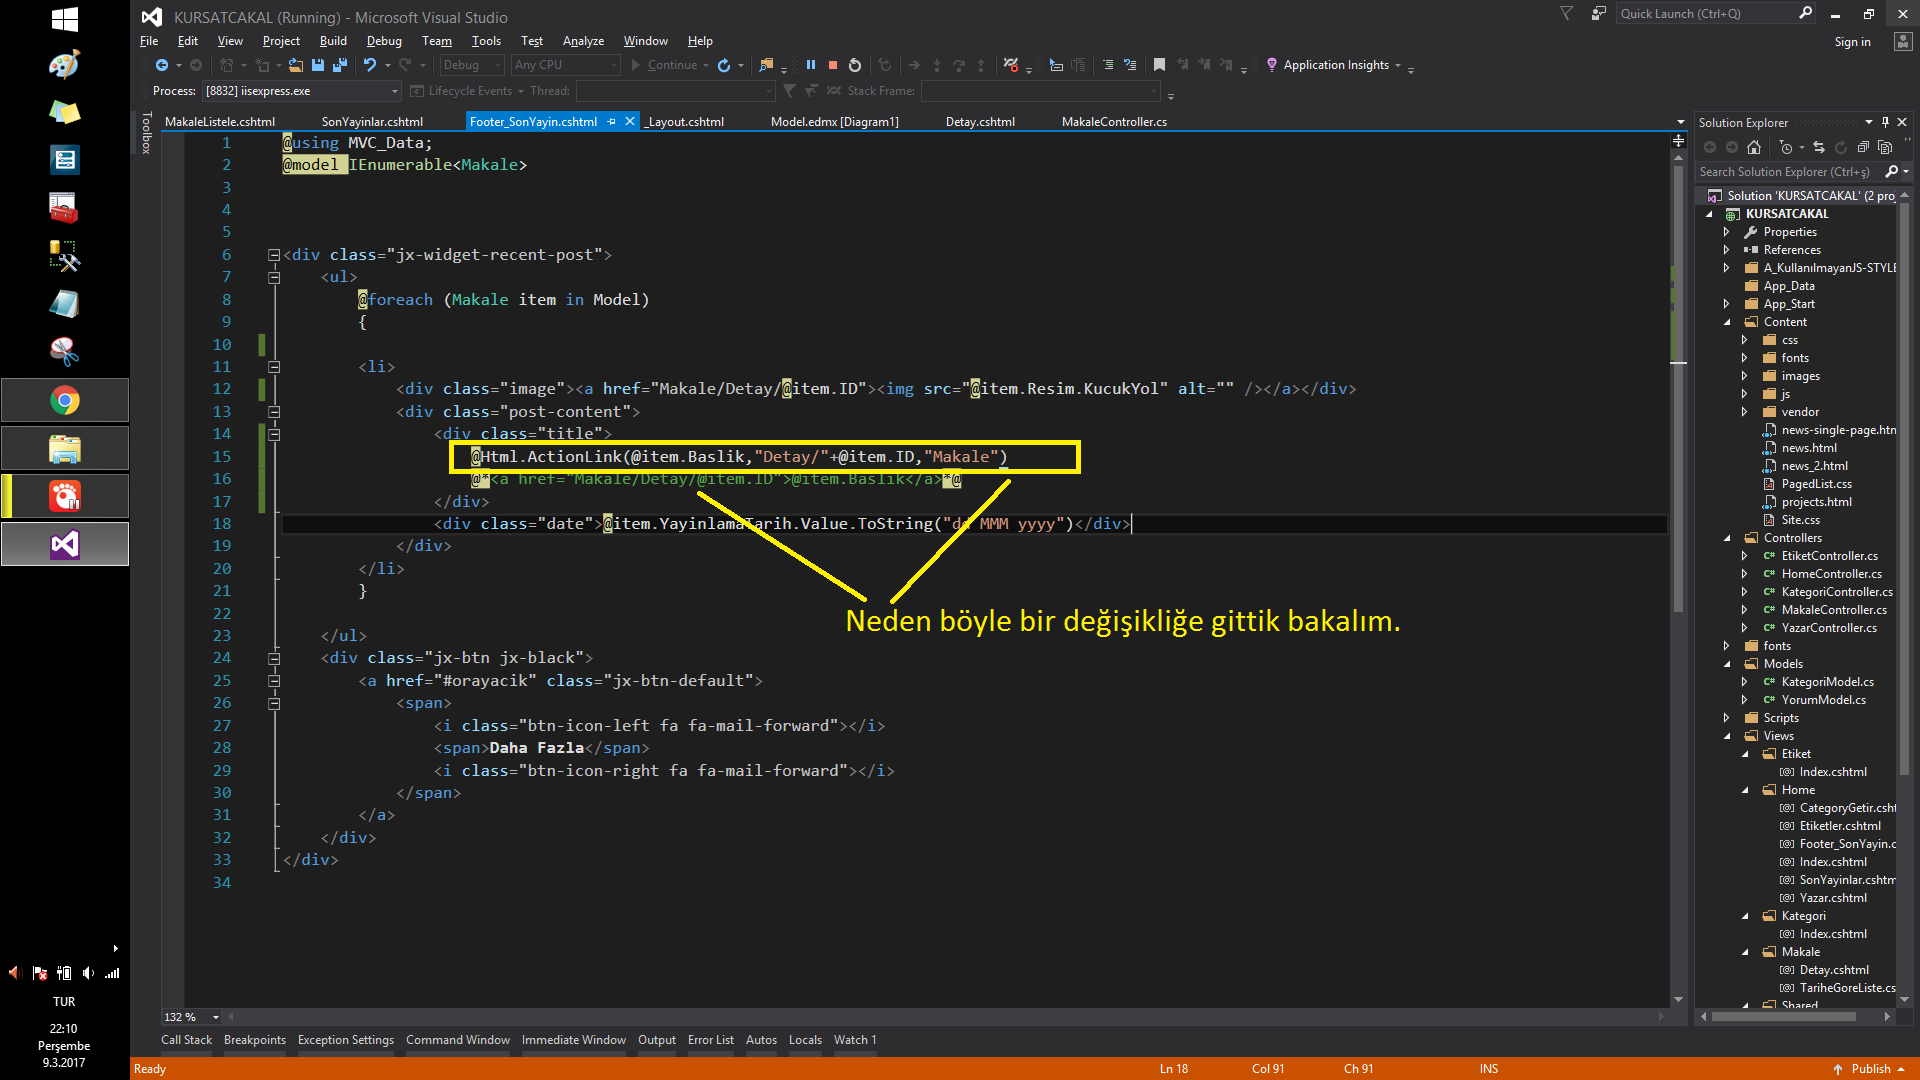 KURSATCAKAL (Running) - Microsoft Visual Studio
Quick Launch (Ctrl+Q)
File Edit View Project Build Debug Team Tools Test Analyze Window Help
Sign in
Debug Any CPU Continue Application Insights
Process: [8832] iisexpress.exe Lifecycle Events Thread: Stack Frame:
Toolbox
MakaleListele.cshtml SonYayinlar.cshtml Footer_SonYayin.cshtml _Layout.cshtml Model.edmx [Diagram1] Detay.cshtml MakaleController.cs
1 @using MVC_Data;
2 @model IEnumerable<Makale>
3
4
5
6 <div class="jx-widget-recent-post">
7 <ul>
8 @foreach (Makale item in Model)
9 {
10
11 <li>
12 <div class="image"><a href="Makale/Detay/@item.ID"><img src="@item.Resim.KucukYol" alt="" /></a></div>
13 <div class="post-content">
14 <div class="title">
15 @Html.ActionLink(@item.Baslik,"Detay/"+@item.ID,"Makale")
16 @*<a href="Makale/Detay/@item.ID">@item.Baslik</a>*@
17 </div>
18 <div class="date">@item.YayinlamaTarih.Value.ToString("dd MMM yyyy")</div>
19 </div>
20 </li>
21 }
22
23 </ul>
24 <div class="jx-btn jx-black">
25 <a href="#orayacik" class="jx-btn-default">
26 <span>
27 <i class="btn-icon-left fa fa-mail-forward"></i>
28 <span>Daha Fazla</span>
29 <i class="btn-icon-right fa fa-mail-forward"></i>
30 </span>
31 </a>
32 </div>
33 </div>
34
Neden böyle bir değişikliğe gittik bakalım.
Solution Explorer
Search Solution Explorer (Ctrl+ş)
Solution 'KURSATCAKAL' (2 proj
KURSATCAKAL
Properties
References
A_KullanılmayanJS-STYLE
App_Data
App_Start
Content
css
fonts
images
js
vendor
news-single-page.htm
news.html
news_2.html
PagedList.css
projects.html
Site.css
Controllers
C# EtiketController.cs
C# HomeController.cs
C# KategoriController.cs
C# MakaleController.cs
C# YazarController.cs
fonts
Models
C# KategoriModel.cs
C# YorumModel.cs
Scripts
Views
Etiket
Index.cshtml
Home
CategoryGetir.csht
Etiketler.cshtml
Footer_SonYayin.c
Index.cshtml
SonYayinlar.cshtm
Yazar.cshtml
Kategori
Index.cshtml
Makale
Detay.cshtml
TariheGoreListe.cs
Shared
132 %
Call Stack Breakpoints Exception Settings Command Window Immediate Window Output Error List Autos Locals Watch 1
Ready Ln 18 Col 91 Ch 91 INS Publish
TUR
22:10
Perşembe
9.3.2017